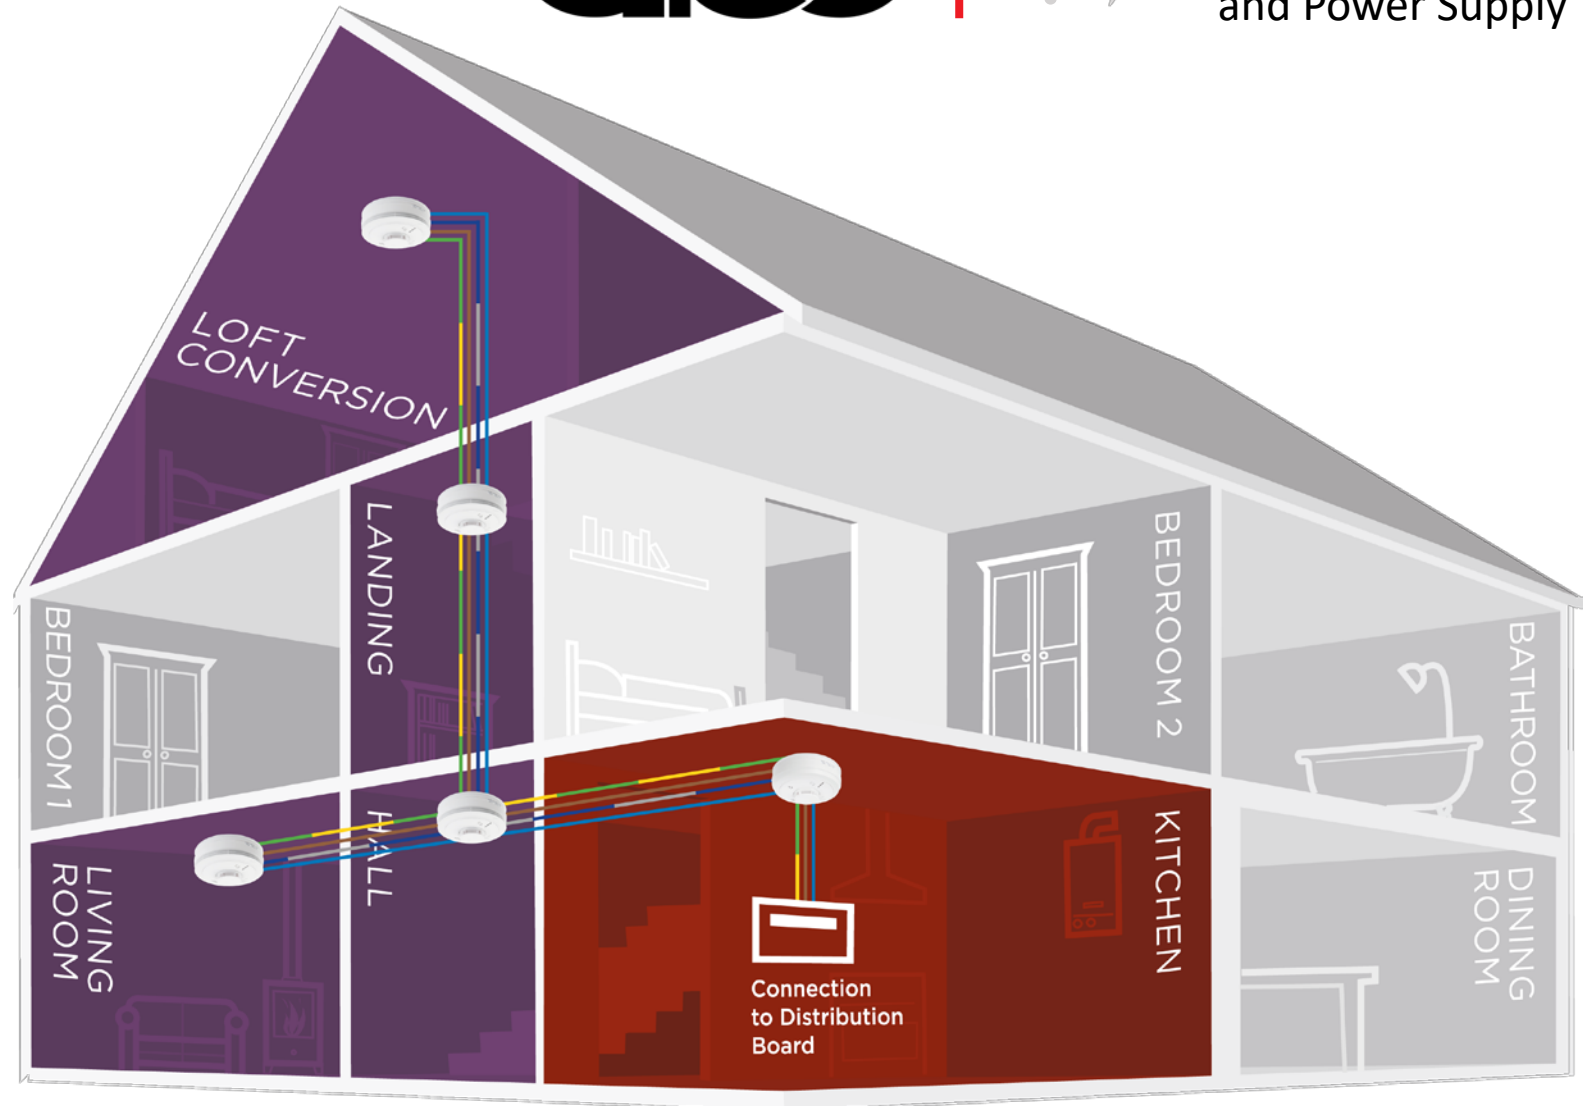 and Power Supply
LOFT
CONVERSION
LANDING
BEDROOM 1
BEDROOM 2
BATHROOM
LIVING
ROOM
HALL
KITCHEN
DINING
ROOM
Connection
to Distribution
Board